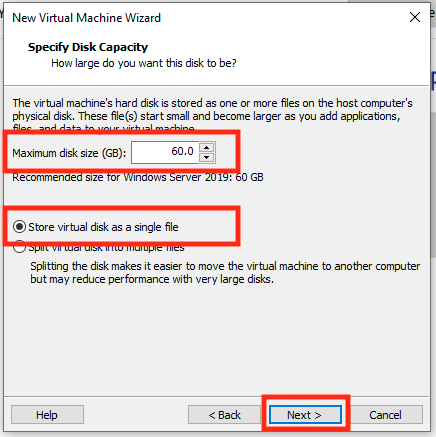 New Virtual Machine Wizard
Specify Disk Capacity
How large do you want this disk to be?
The virtual machine's hard disk is stored as one or more files on the host computer's
physical disk. These file(s) start small and become larger as you add applications,
files, and data to your virtual machine.
Maximum disk size (GB): 60.0
Recommended size for Windows Server 2019: 60 GB
Store virtual disk as a single file
Split virtual disk into multiple files
Splitting the disk makes it easier to move the virtual machine to another computer
but may reduce performance with very large disks.
Help < Back Next > Cancel